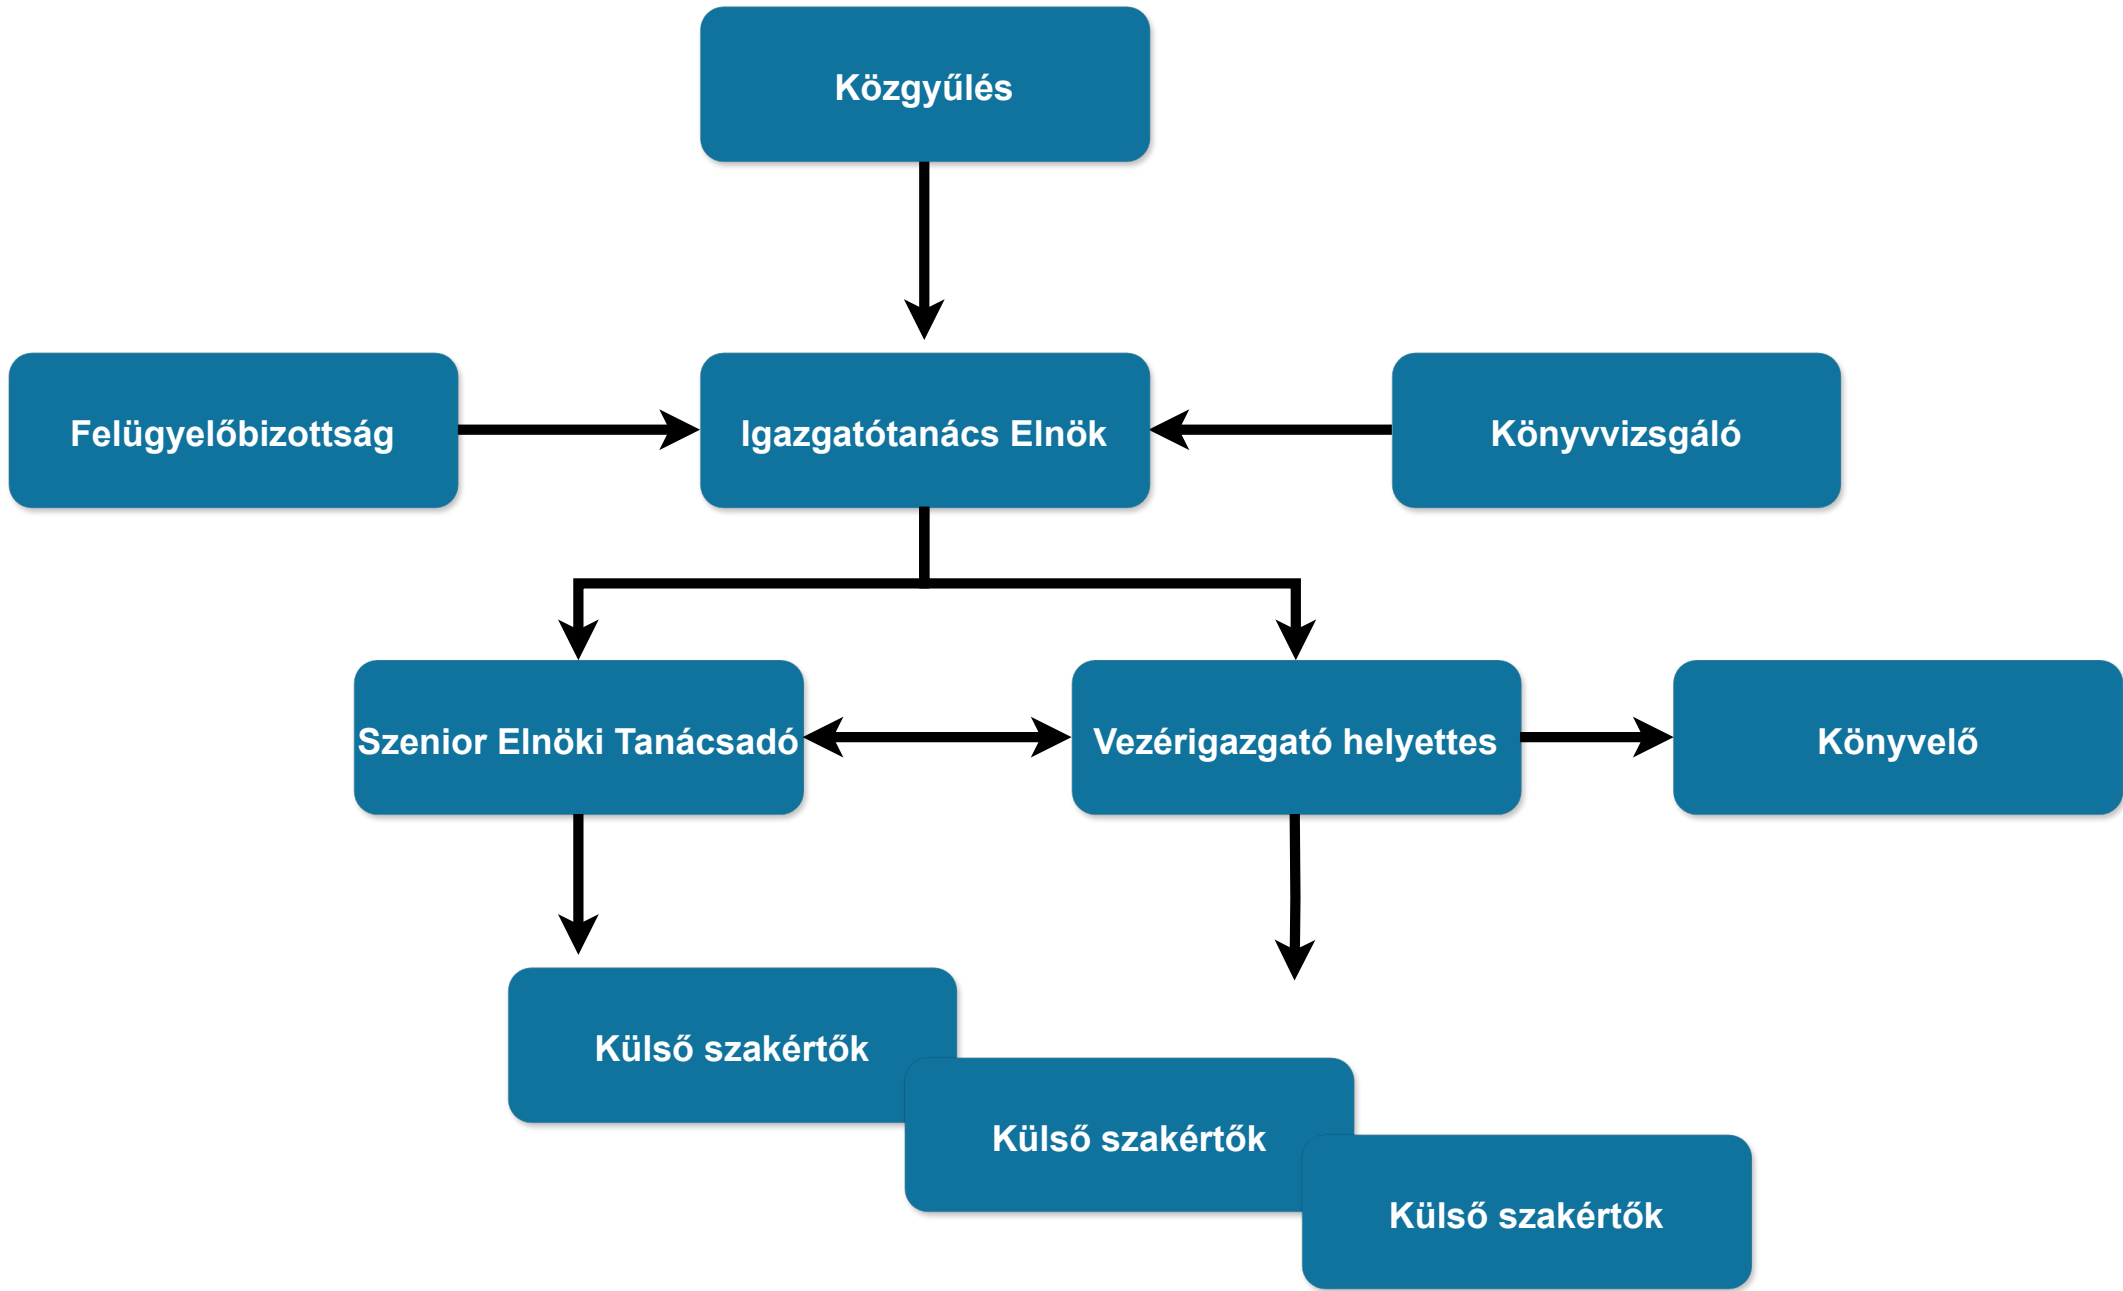 Közgyűlés
Felügyelőbizottság
Igazgatótanács Elnök
Könyvvizsgáló
Szenior Elnöki Tanácsadó
Vezérigazgató helyettes
Könyvelő
Külső szakértők
Külső szakértők
Külső szakértők